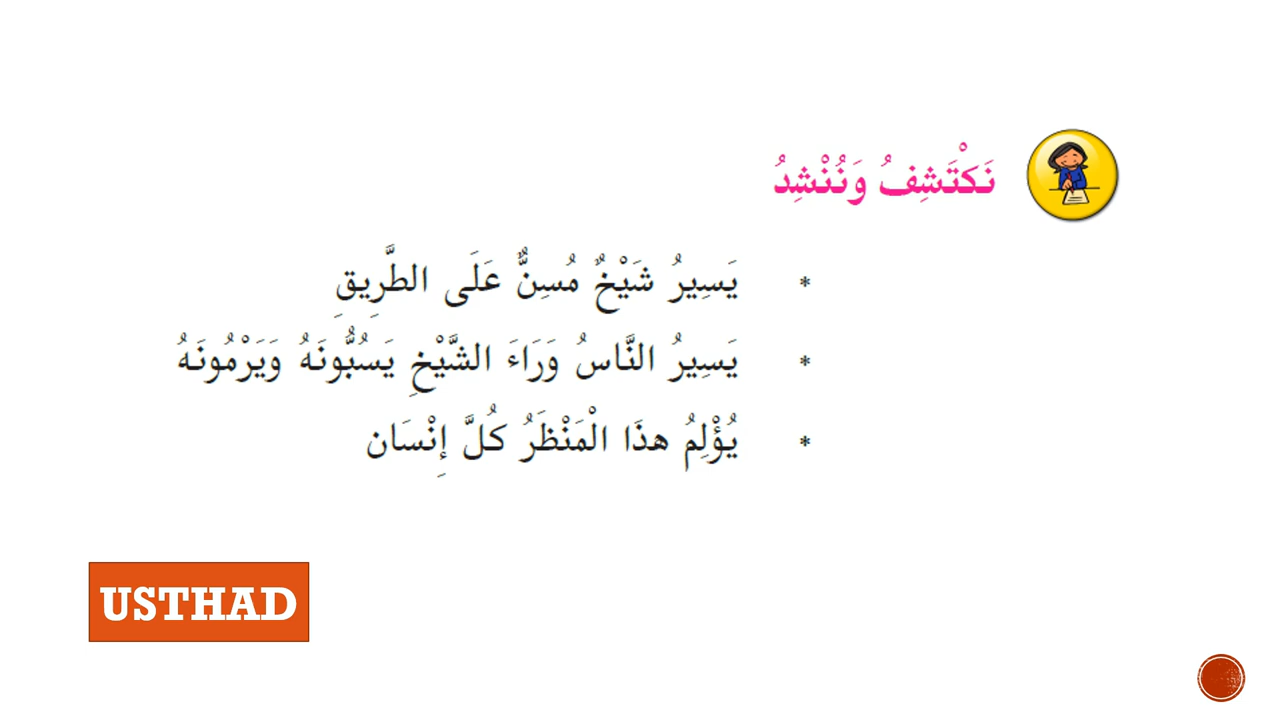 نَكْتَشِفُ وَنُنْشِدُ
* يَسِيرُ شَيْخٌ مُسِنٌّ عَلَى الطَّرِيقِ
* يَسِيرُ النَّاسُ وَرَاءَ الشَّيْخِ يَسُبُّونَهُ وَيَرْمُونَهُ
* يُؤْلِمُ هذَا الْمَنْظَرُ كُلَّ إِنْسَان
USTHAD